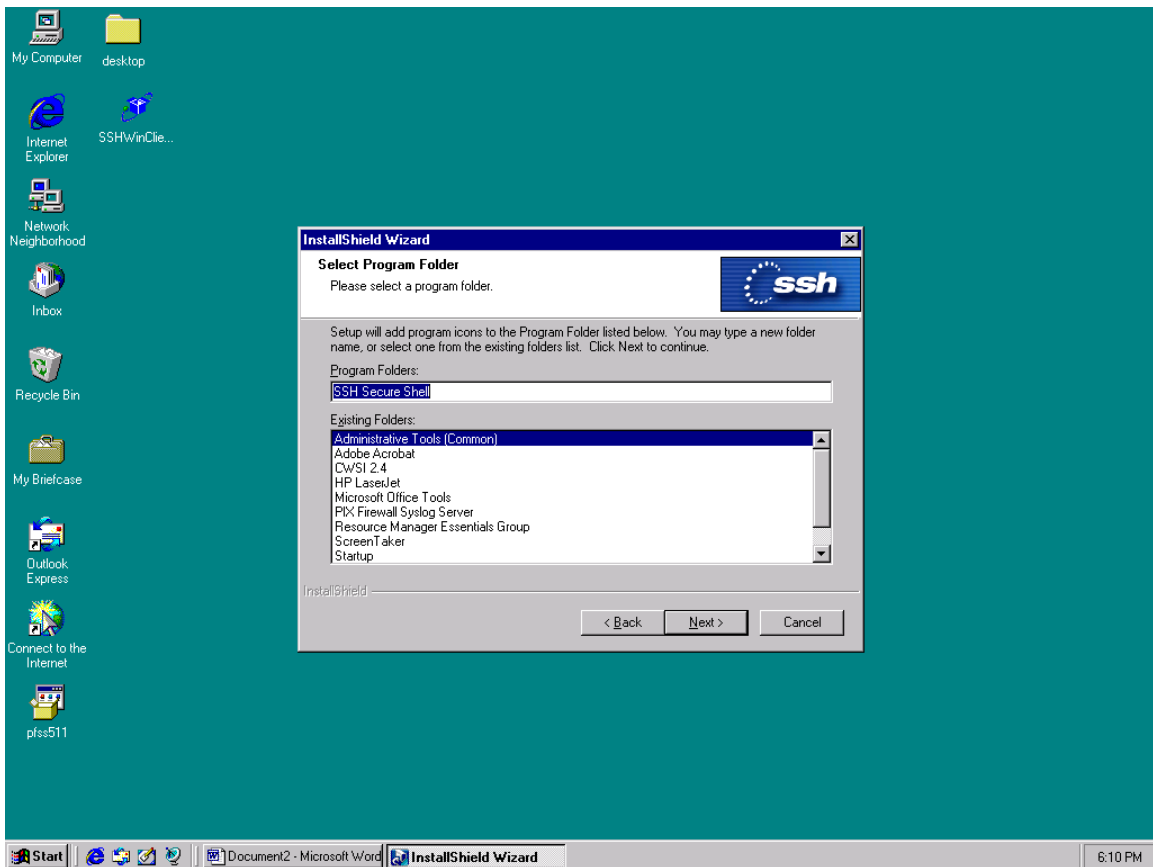 My Computer
desktop
Internet
Explorer
SSHWinClie...
Network
Neighborhood
Inbox
Recycle Bin
My Briefcase
Outlook
Express
Connect to the
Internet
pfss511
InstallShield Wizard
Select Program Folder
Please select a program folder.
ssh
Setup will add program icons to the Program Folder listed below. You may type a new folder
name, or select one from the existing folders list. Click Next to continue.
Program Folders:
SSH Secure Shell
Existing Folders:
Administrative Tools (Common)
Adobe Acrobat
CWSI 2.4
HP LaserJet
Microsoft Office Tools
PIX Firewall Syslog Server
Resource Manager Essentials Group
ScreenTaker
Startup
InstallShield
< Back
Next >
Cancel
Start
Document2 - Microsoft Word
InstallShield Wizard
6:10 PM